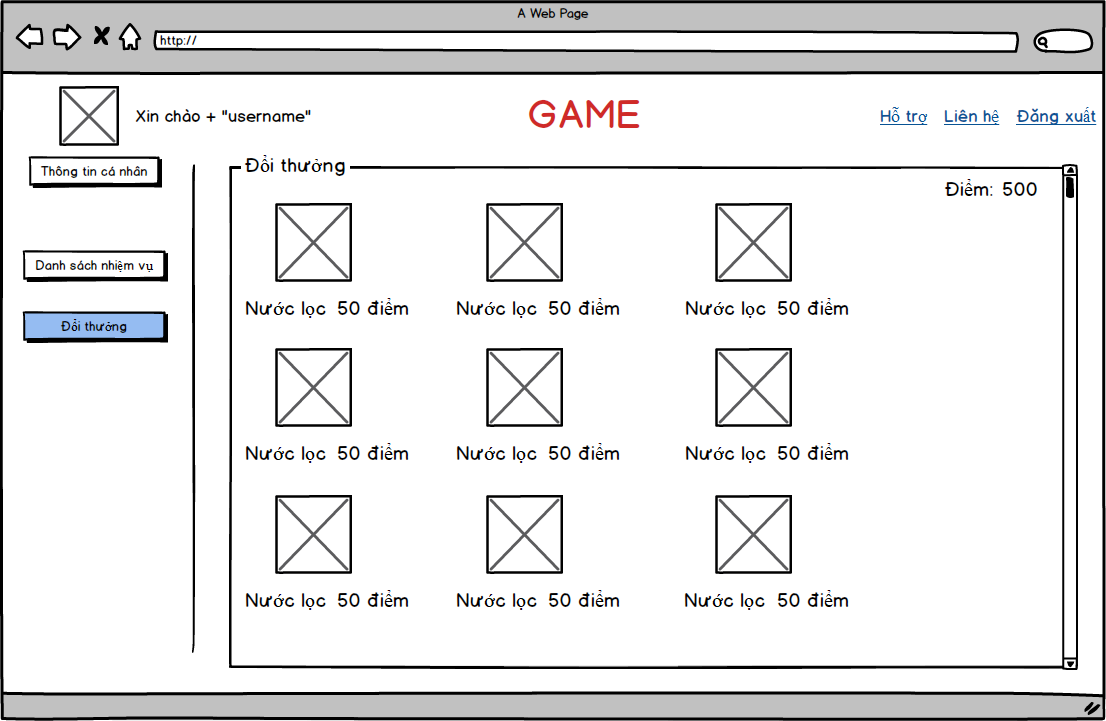 A Web Page
http://
Xin chào + "username"
GAME
Hỗ trợ Liên hệ Đăng xuất
Thông tin cá nhân
Đổi thưởng
Điểm: 500
Danh sách nhiệm vụ
Đổi thưởng
Nước lọc 50 điểm Nước lọc 50 điểm Nước lọc 50 điểm
Nước lọc 50 điểm Nước lọc 50 điểm Nước lọc 50 điểm
Nước lọc 50 điểm Nước lọc 50 điểm Nước lọc 50 điểm